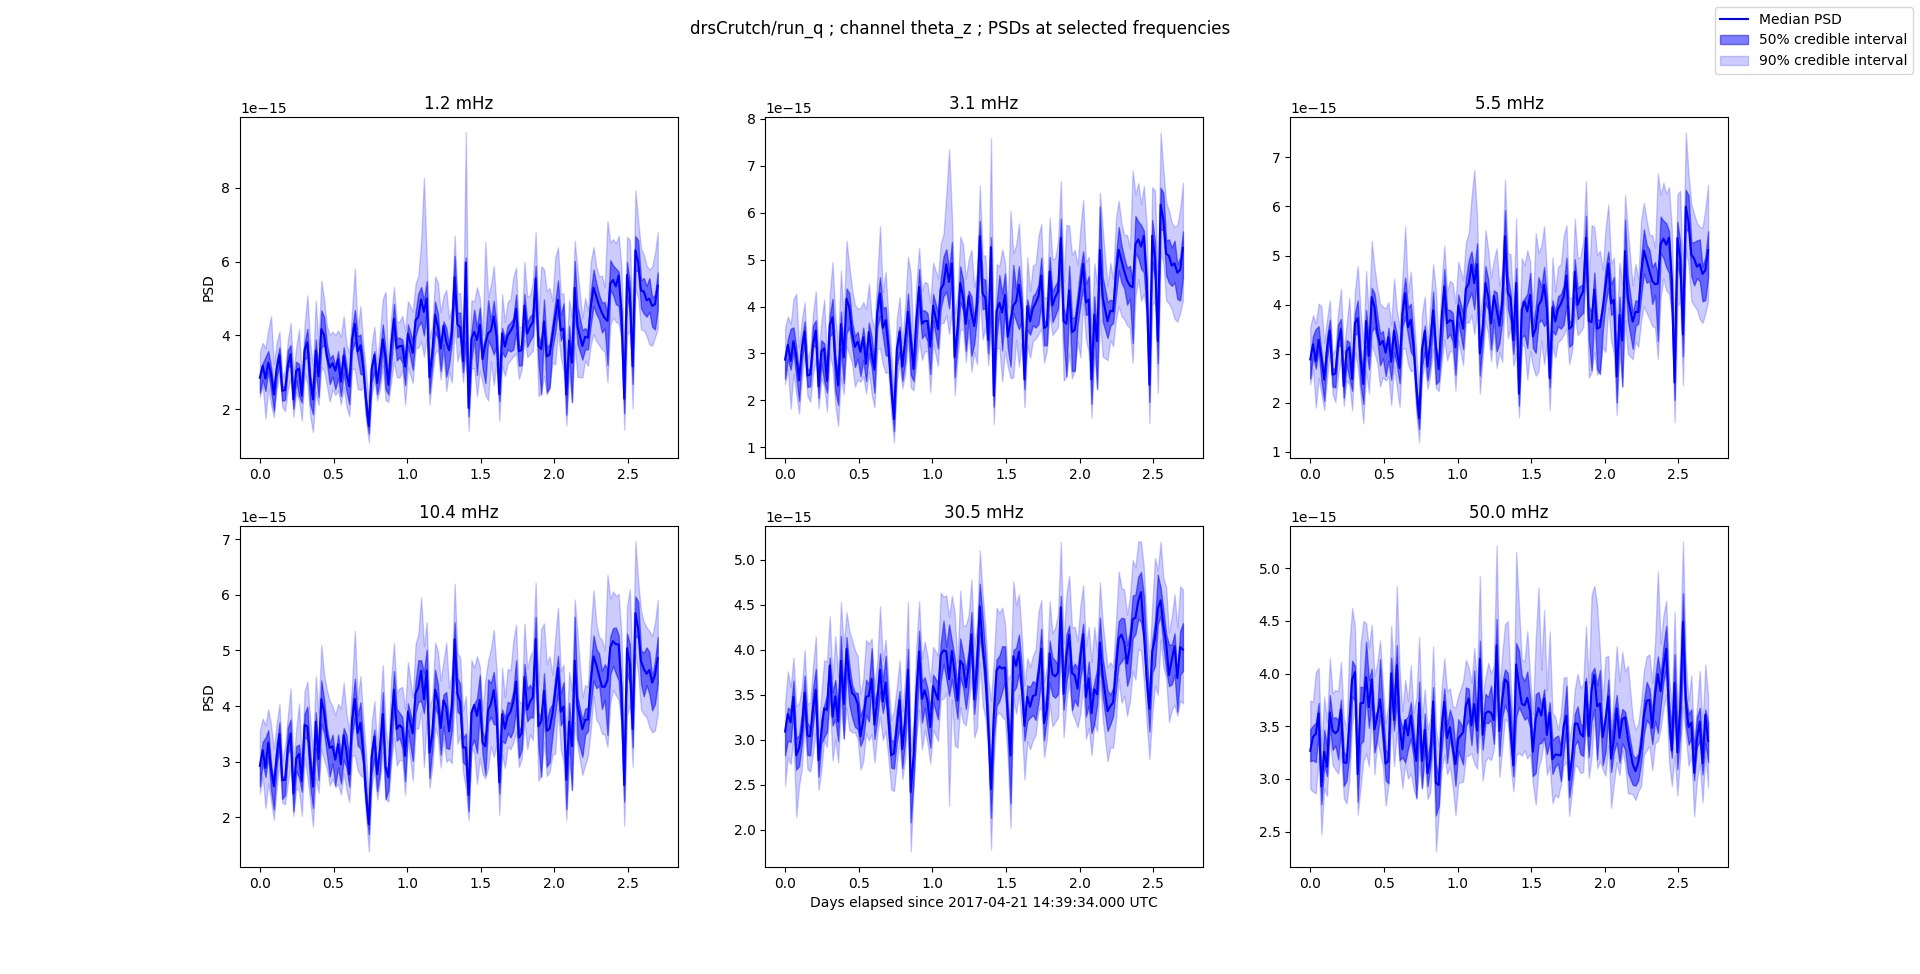 drsCrutch/run_q ; channel theta_z ; PSDs at selected frequencies
Median PSD
50% credible interval
90% credible interval
1.2 mHz
1e−15
PSD
8
6
4
2
0.0 0.5 1.0 1.5 2.0 2.5
3.1 mHz
1e−15
8
7
6
5
4
3
2
1
0.0 0.5 1.0 1.5 2.0 2.5
5.5 mHz
1e−15
7
6
5
4
3
2
1
0.0 0.5 1.0 1.5 2.0 2.5
10.4 mHz
1e−15
PSD
7
6
5
4
3
2
0.0 0.5 1.0 1.5 2.0 2.5
30.5 mHz
1e−15
5.0
4.5
4.0
3.5
3.0
2.5
2.0
0.0 0.5 1.0 1.5 2.0 2.5
Days elapsed since 2017-04-21 14:39:34.000 UTC
50.0 mHz
1e−15
5.0
4.5
4.0
3.5
3.0
2.5
0.0 0.5 1.0 1.5 2.0 2.5